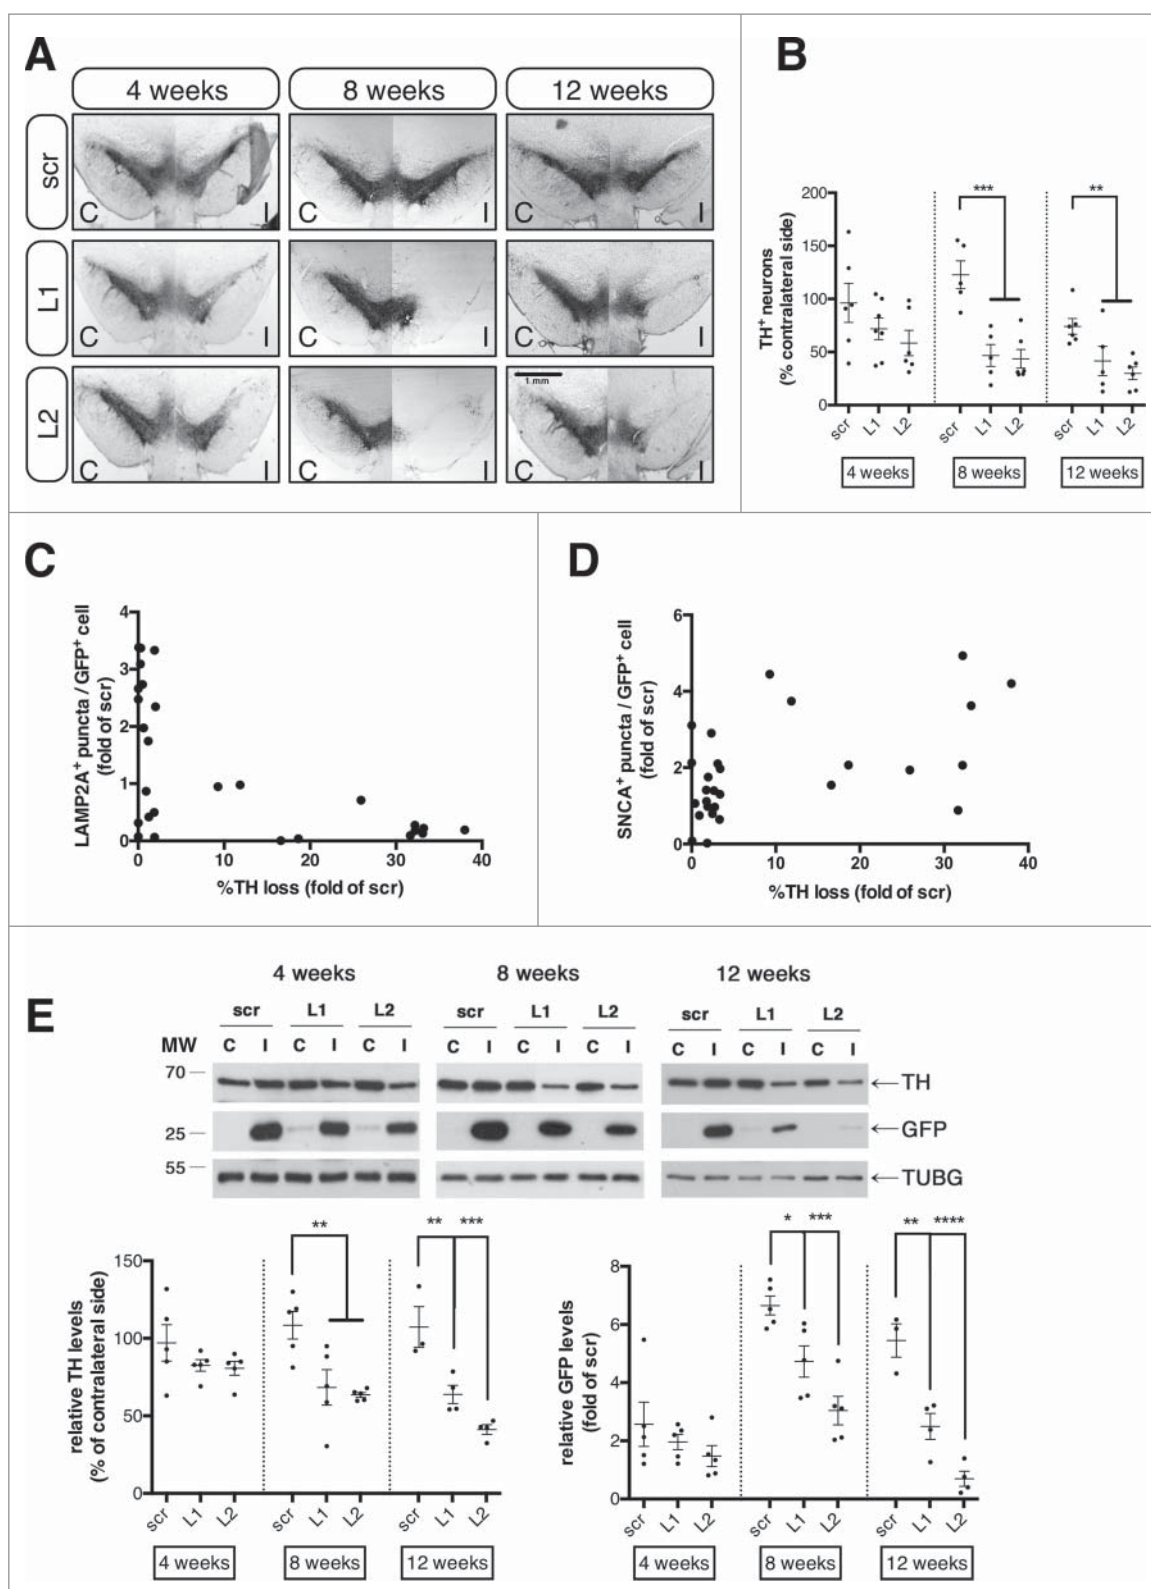 A
4 weeks
8 weeks
12 weeks
scr
C
I
C
I
C
I
L1
C
I
C
I
C
I
L2
C
I
C
I
1 mm
C
I
B
TH+ neurons
(% contralateral side)
200
150
100
50
0
***
**
scr
L1
L2
scr
L1
L2
scr
L1
L2
4 weeks
8 weeks
12 weeks
C
LAMP2A+ puncta / GFP+ cell
(fold of scr)
4
3
2
1
0
0
10
20
30
40
%TH loss (fold of scr)
D
SNCA+ puncta / GFP+ cell
(fold of scr)
6
4
2
0
0
10
20
30
40
%TH loss (fold of scr)
E
4 weeks
8 weeks
12 weeks
scr
L1
L2
scr
L1
L2
scr
L1
L2
MW
C
I
C
I
C
I
C
I
C
I
C
I
C
I
C
I
C
I
70
TH
25
GFP
55
TUBG
relative TH levels
(% of contralateral side)
150
100
50
0
**
**
***
scr
L1
L2
scr
L1
L2
scr
L1
L2
4 weeks
8 weeks
12 weeks
relative GFP levels
(fold of scr)
8
6
4
2
0
*
***
**
****
scr
L1
L2
scr
L1
L2
scr
L1
L2
4 weeks
8 weeks
12 weeks